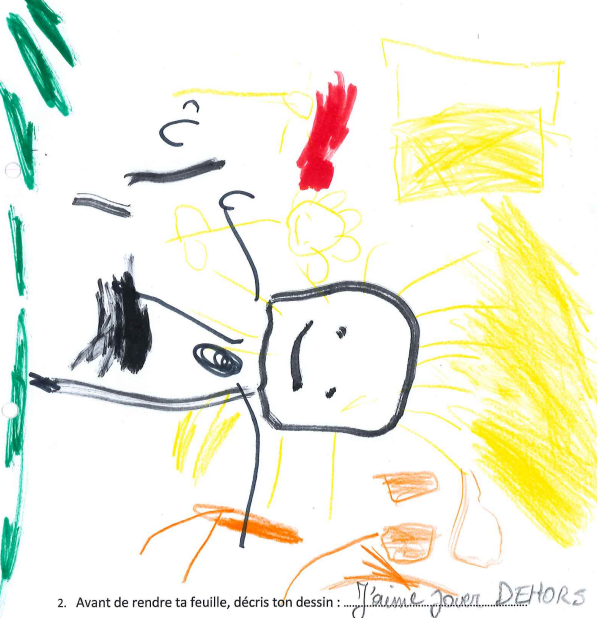 2. Avant de rendre ta feuille, décris ton dessin : J'aime jouer DEHORS